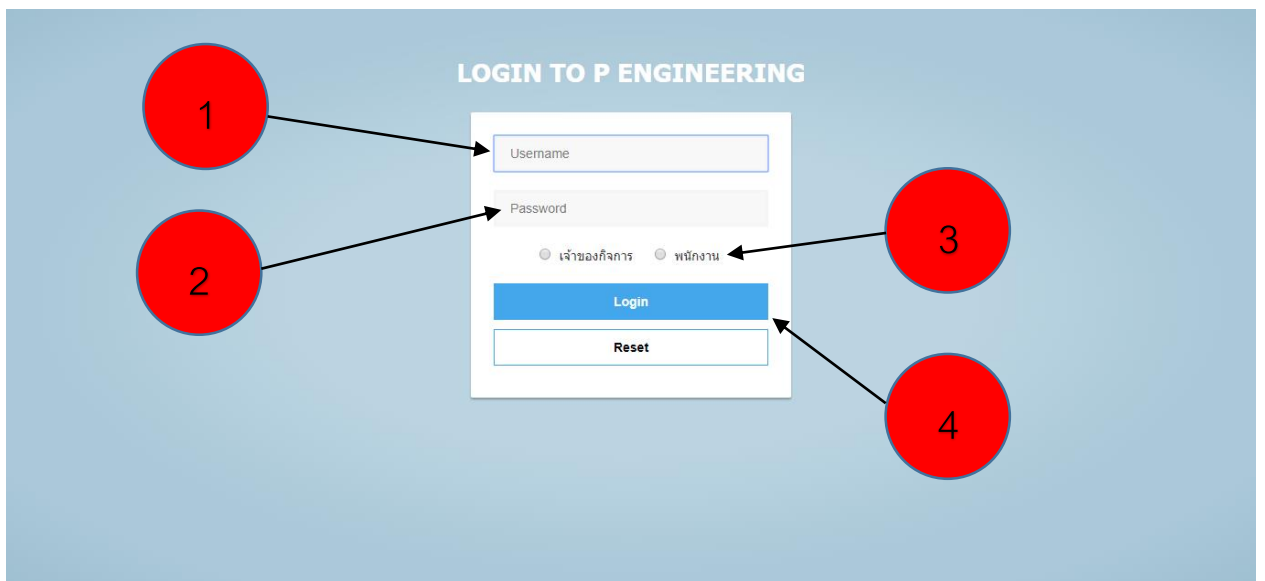 LOGIN TO P ENGINEERING
1
Username
2
Password
3
เจ้าของกิจการ พนักงาน
Login
Reset
4